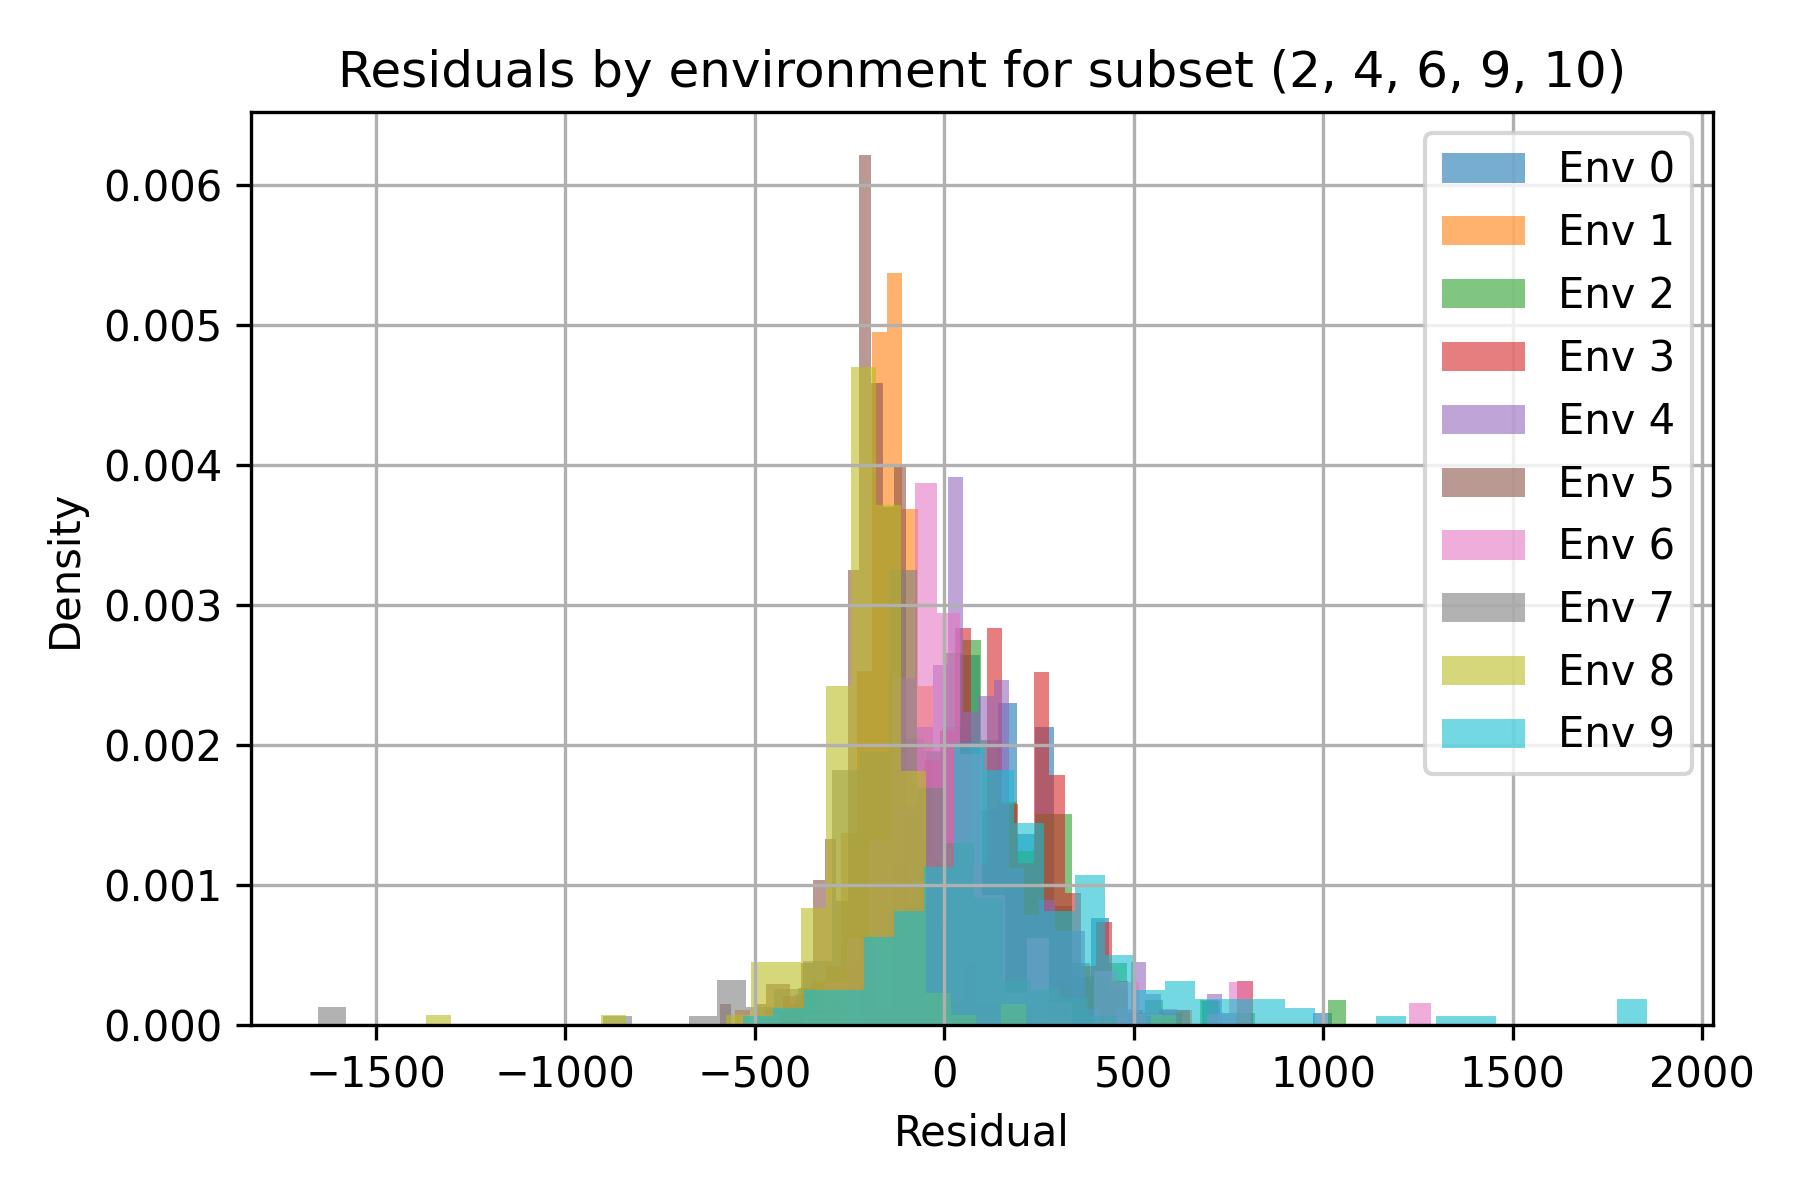 Residuals by environment for subset (2, 4, 6, 9, 10)
0.006
0.005
0.004
0.003
0.002
0.001
0.000
Density
−1500
−1000
−500
0
500
1000
1500
2000
Residual
Env 0
Env 1
Env 2
Env 3
Env 4
Env 5
Env 6
Env 7
Env 8
Env 9